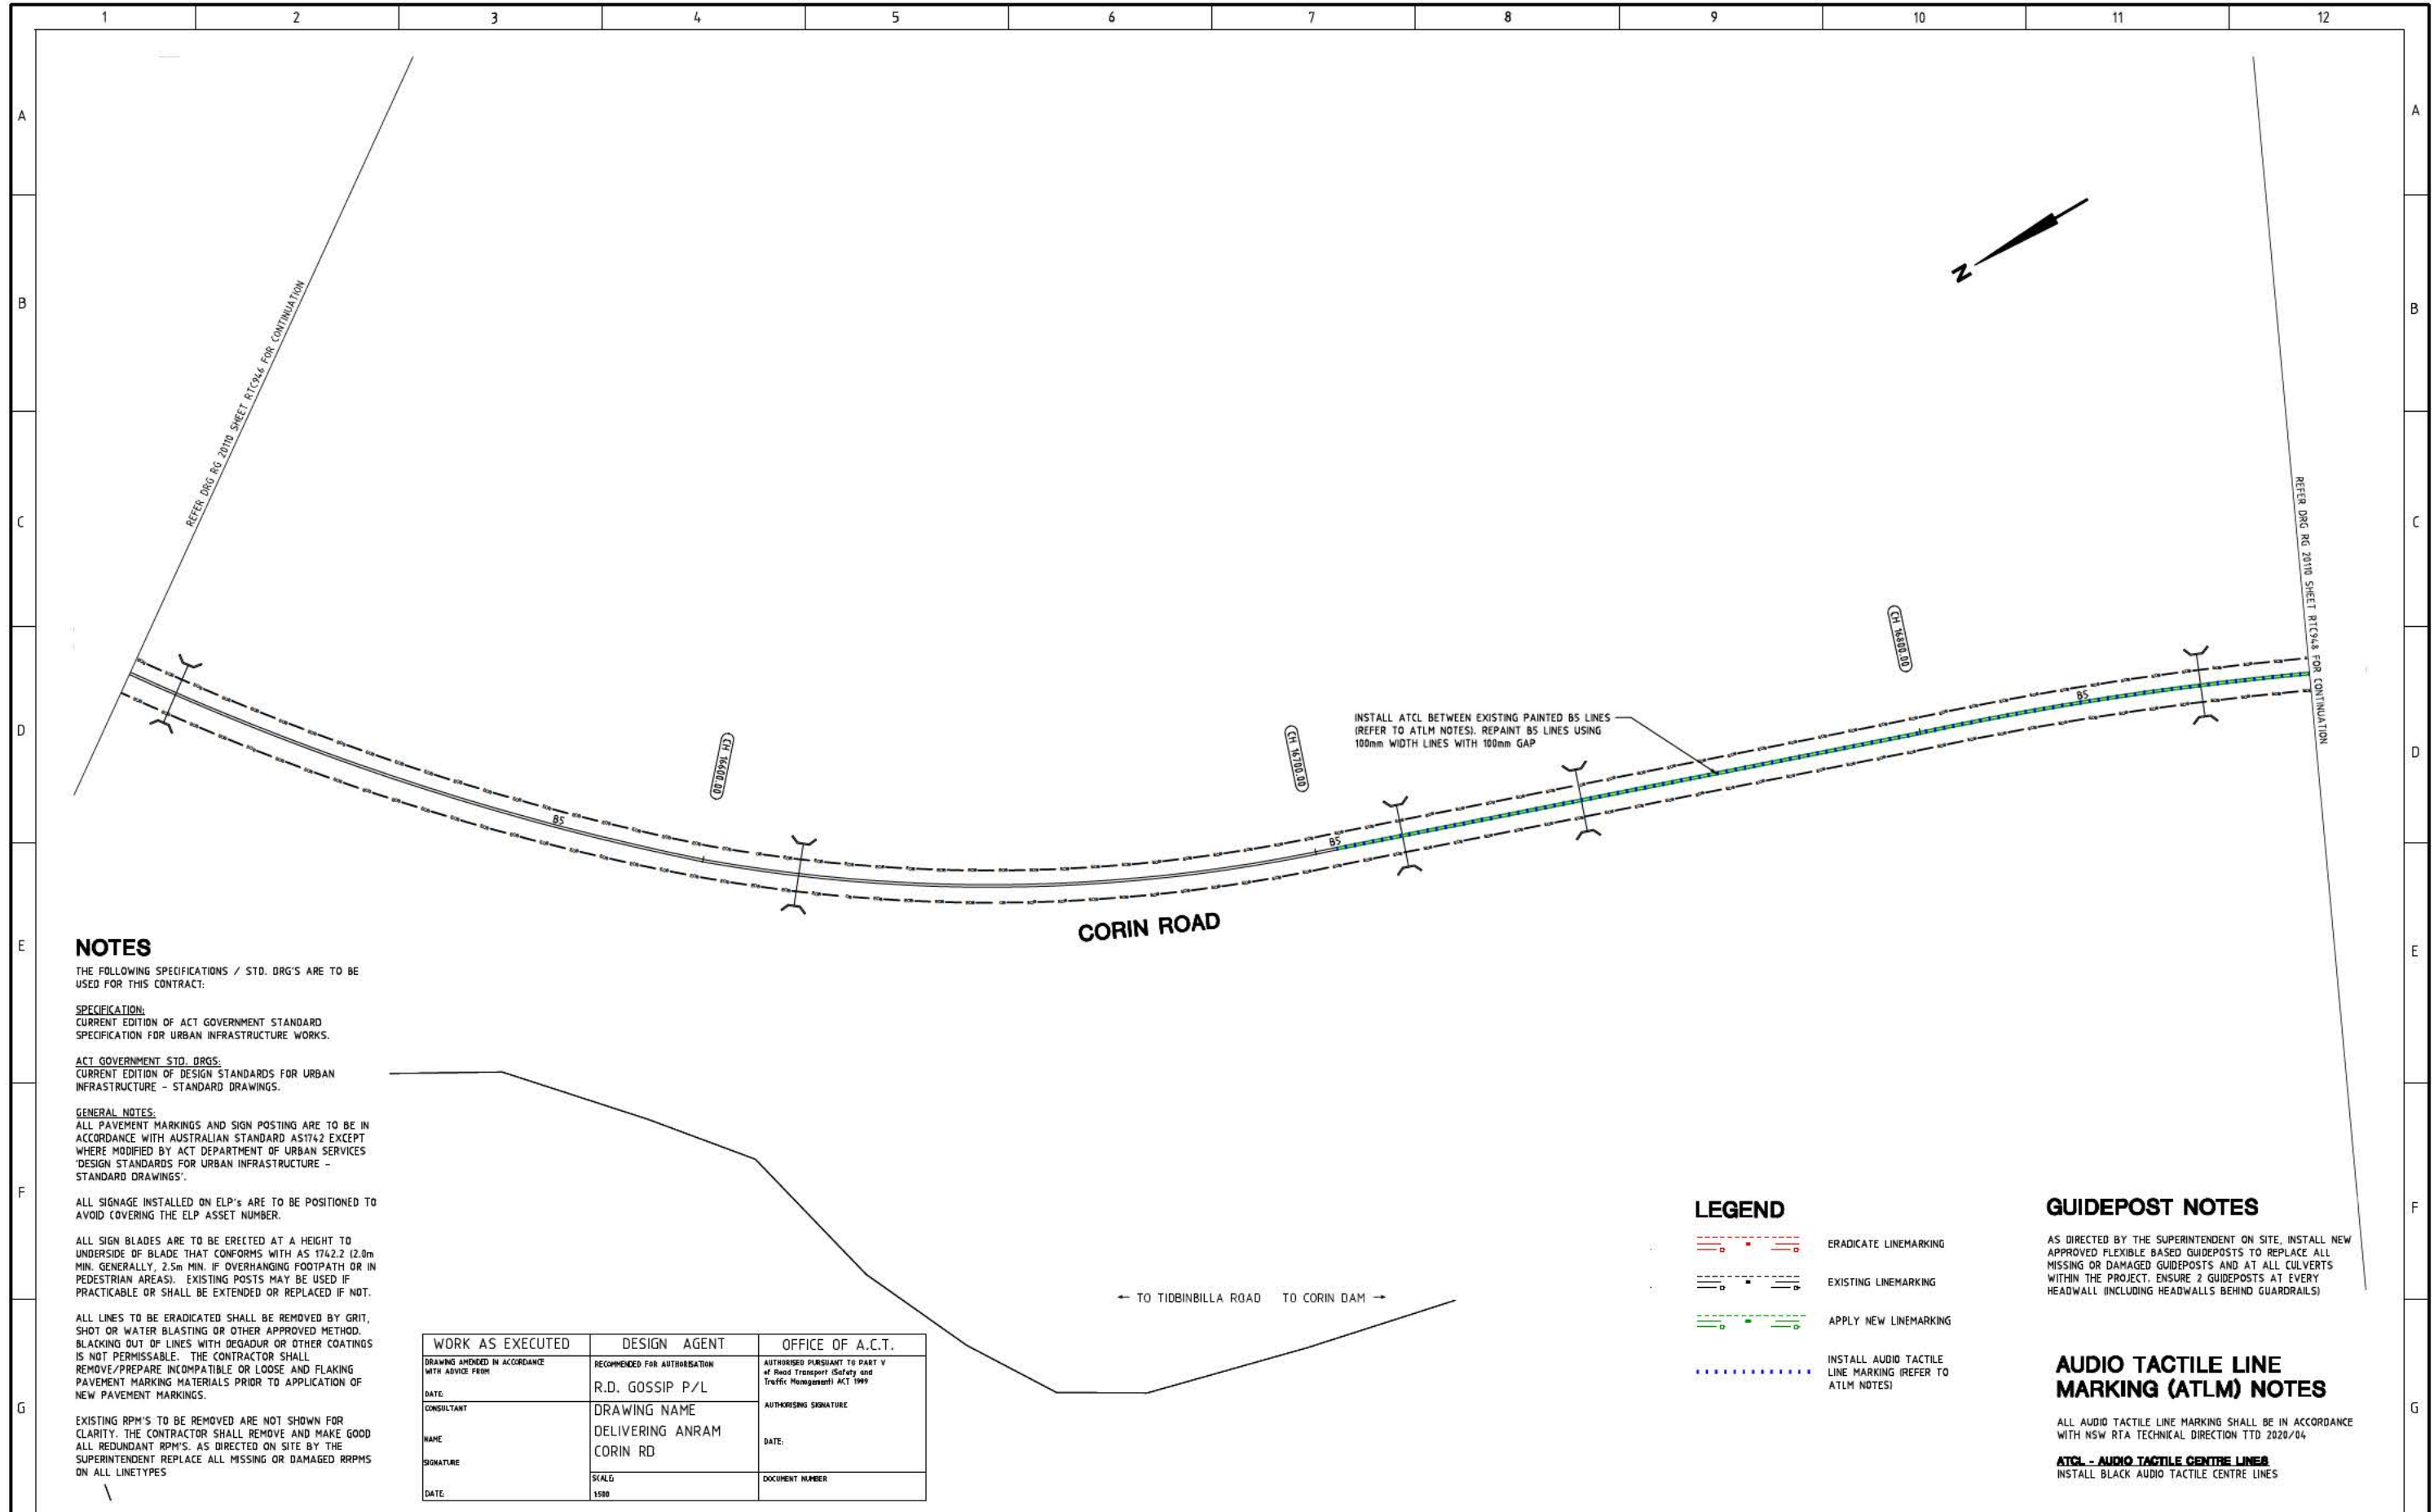 1 2 3 4 5 6 7 8 9 10 11 12
A
B
C
D
E
F
G
A
B
C
D
E
F
G
REFER DRG RG 20110 SHEET RTC946 FOR CONTINUATION
REFER DRG RG 20110 SHEET RTC948 FOR CONTINUATION
N
CH 16600.00
CH 16700.00
CH 16800.00
B5
B5
B5
INSTALL ATCL BETWEEN EXISTING PAINTED B5 LINES
(REFER TO ATLM NOTES). REPAINT B5 LINES USING
100mm WIDTH LINES WITH 100mm GAP
CORIN ROAD
NOTES
THE FOLLOWING SPECIFICATIONS / STD. DRG'S ARE TO BE
USED FOR THIS CONTRACT:
SPECIFICATION:
CURRENT EDITION OF ACT GOVERNMENT STANDARD
SPECIFICATION FOR URBAN INFRASTRUCTURE WORKS.
ACT GOVERNMENT STD. DRGS:
CURRENT EDITION OF DESIGN STANDARDS FOR URBAN
INFRASTRUCTURE - STANDARD DRAWINGS.
GENERAL NOTES:
ALL PAVEMENT MARKINGS AND SIGN POSTING ARE TO BE IN
ACCORDANCE WITH AUSTRALIAN STANDARD AS1742 EXCEPT
WHERE MODIFIED BY ACT DEPARTMENT OF URBAN SERVICES
'DESIGN STANDARDS FOR URBAN INFRASTRUCTURE -
STANDARD DRAWINGS'.
ALL SIGNAGE INSTALLED ON ELP's ARE TO BE POSITIONED TO
AVOID COVERING THE ELP ASSET NUMBER.
ALL SIGN BLADES ARE TO BE ERECTED AT A HEIGHT TO
UNDERSIDE OF BLADE THAT CONFORMS WITH AS 1742.2 (2.0m
MIN. GENERALLY, 2.5m MIN. IF OVERHANGING FOOTPATH OR IN
PEDESTRIAN AREAS). EXISTING POSTS MAY BE USED IF
PRACTICABLE OR SHALL BE EXTENDED OR REPLACED IF NOT.
ALL LINES TO BE ERADICATED SHALL BE REMOVED BY GRIT,
SHOT OR WATER BLASTING OR OTHER APPROVED METHOD.
BLACKING OUT OF LINES WITH DEGADUR OR OTHER COATINGS
IS NOT PERMISSABLE. THE CONTRACTOR SHALL
REMOVE/PREPARE INCOMPATIBLE OR LOOSE AND FLAKING
PAVEMENT MARKING MATERIALS PRIOR TO APPLICATION OF
NEW PAVEMENT MARKINGS.
EXISTING RPM'S TO BE REMOVED ARE NOT SHOWN FOR
CLARITY. THE CONTRACTOR SHALL REMOVE AND MAKE GOOD
ALL REDUNDANT RPM'S. AS DIRECTED ON SITE BY THE
SUPERINTENDENT REPLACE ALL MISSING OR DAMAGED RRPMS
ON ALL LINETYPES
WORK AS EXECUTED
DRAWING AMENDED IN ACCORDANCE
WITH ADVICE FROM
DATE:
CONSULTANT
NAME
SIGNATURE
DATE:
DESIGN AGENT
RECOMMENDED FOR AUTHORISATION
R.D. GOSSIP P/L
DRAWING NAME
DELIVERING ANRAM
CORIN RD
SCALE:
1:500
OFFICE OF A.C.T.
AUTHORISED PURSUANT TO PART V
of Road Transport (Safety and
Traffic Management) ACT 1999
AUTHORISING SIGNATURE
DATE:
DOCUMENT NUMBER
← TO TIDBINBILLA ROAD TO CORIN DAM →
LEGEND
ERADICATE LINEMARKING
EXISTING LINEMARKING
APPLY NEW LINEMARKING
INSTALL AUDIO TACTILE
LINE MARKING (REFER TO
ATLM NOTES)
GUIDEPOST NOTES
AS DIRECTED BY THE SUPERINTENDENT ON SITE, INSTALL NEW
APPROVED FLEXIBLE BASED GUIDEPOSTS TO REPLACE ALL
MISSING OR DAMAGED GUIDEPOSTS AND AT ALL CULVERTS
WITHIN THE PROJECT. ENSURE 2 GUIDEPOSTS AT EVERY
HEADWALL (INCLUDING HEADWALLS BEHIND GUARDRAILS)
AUDIO TACTILE LINE
MARKING (ATLM) NOTES
ALL AUDIO TACTILE LINE MARKING SHALL BE IN ACCORDANCE
WITH NSW RTA TECHNICAL DIRECTION TTD 2020/04
ATCL - AUDIO TACTILE CENTRE LINES
INSTALL BLACK AUDIO TACTILE CENTRE LINES